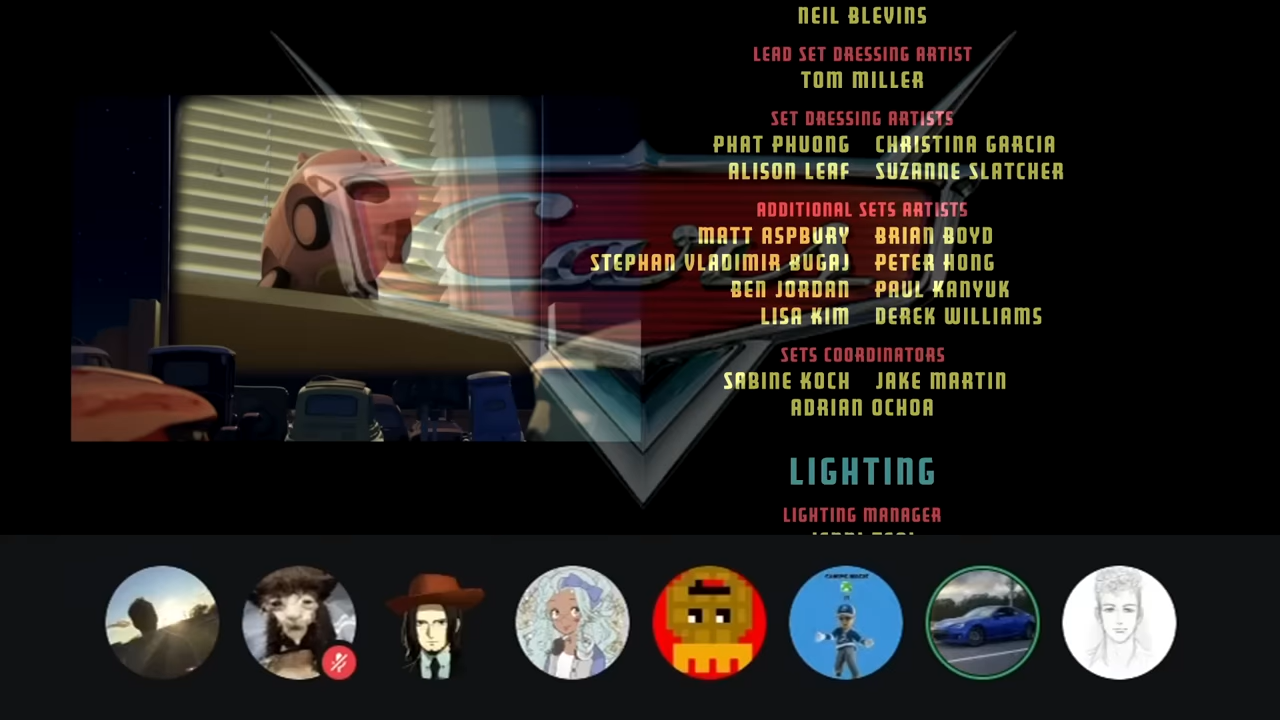 NEIL BLEVINS
LEAD SET DRESSING ARTIST
TOM MILLER
SET DRESSING ARTISTS
PHAT PHUONG CHRISTINA GARCIA
ALISON LEAF SUZANNE SLATCHER
ADDITIONAL SETS ARTISTS
MATT ASPBURY BRIAN BOYD
STEPHAN VLADIMIR BUGAJ PETER HONG
BEN JORDAN PAUL KANYUK
LISA KIM DEREK WILLIAMS
SETS COORDINATORS
SABINE KOCH JAKE MARTIN
ADRIAN OCHOA
LIGHTING
LIGHTING MANAGER
Cars